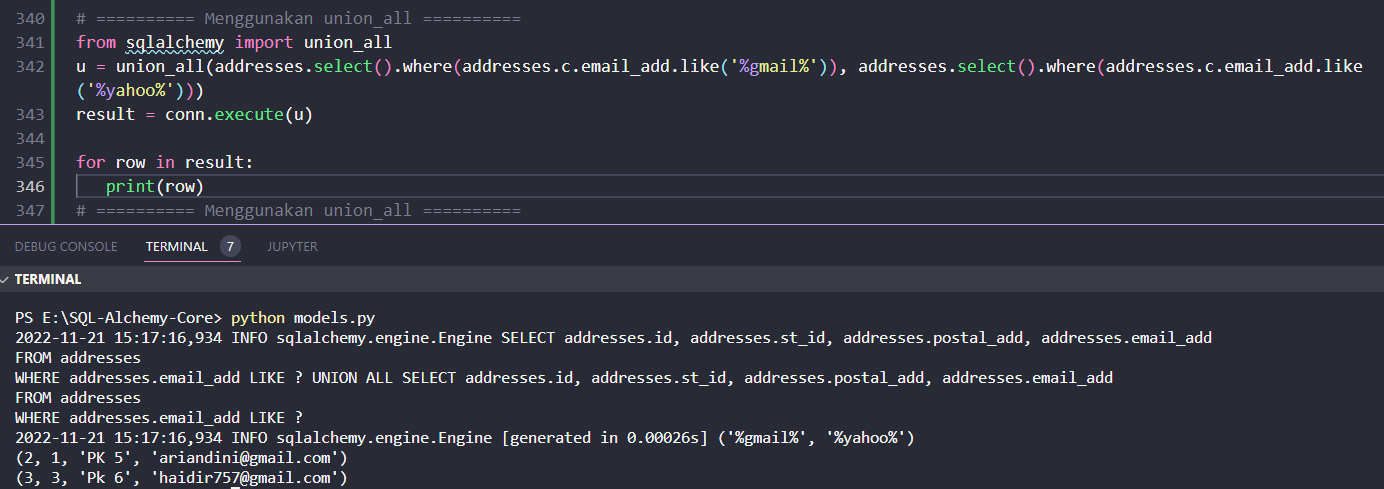 340 # ========== Menggunakan union_all ==========
341 from sqlalchemy import union_all
342 u = union_all(addresses.select().where(addresses.c.email_add.like('%gmail%')), addresses.select().where(addresses.c.email_add.like
('%yahoo%')))
343 result = conn.execute(u)
344
345 for row in result:
346    print(row)
347 # ========== Menggunakan union_all ==========
DEBUG CONSOLE TERMINAL 7 JUPYTER
TERMINAL
PS E:\SQL-Alchemy-Core> python models.py
2022-11-21 15:17:16,934 INFO sqlalchemy.engine.Engine SELECT addresses.id, addresses.st_id, addresses.postal_add, addresses.email_add
FROM addresses
WHERE addresses.email_add LIKE ? UNION ALL SELECT addresses.id, addresses.st_id, addresses.postal_add, addresses.email_add
FROM addresses
WHERE addresses.email_add LIKE ?
2022-11-21 15:17:16,934 INFO sqlalchemy.engine.Engine [generated in 0.00026s] ('%gmail%', '%yahoo%')
(2, 1, 'PK 5', 'ariandini@gmail.com')
(3, 3, 'Pk 6', 'haidir757@gmail.com')